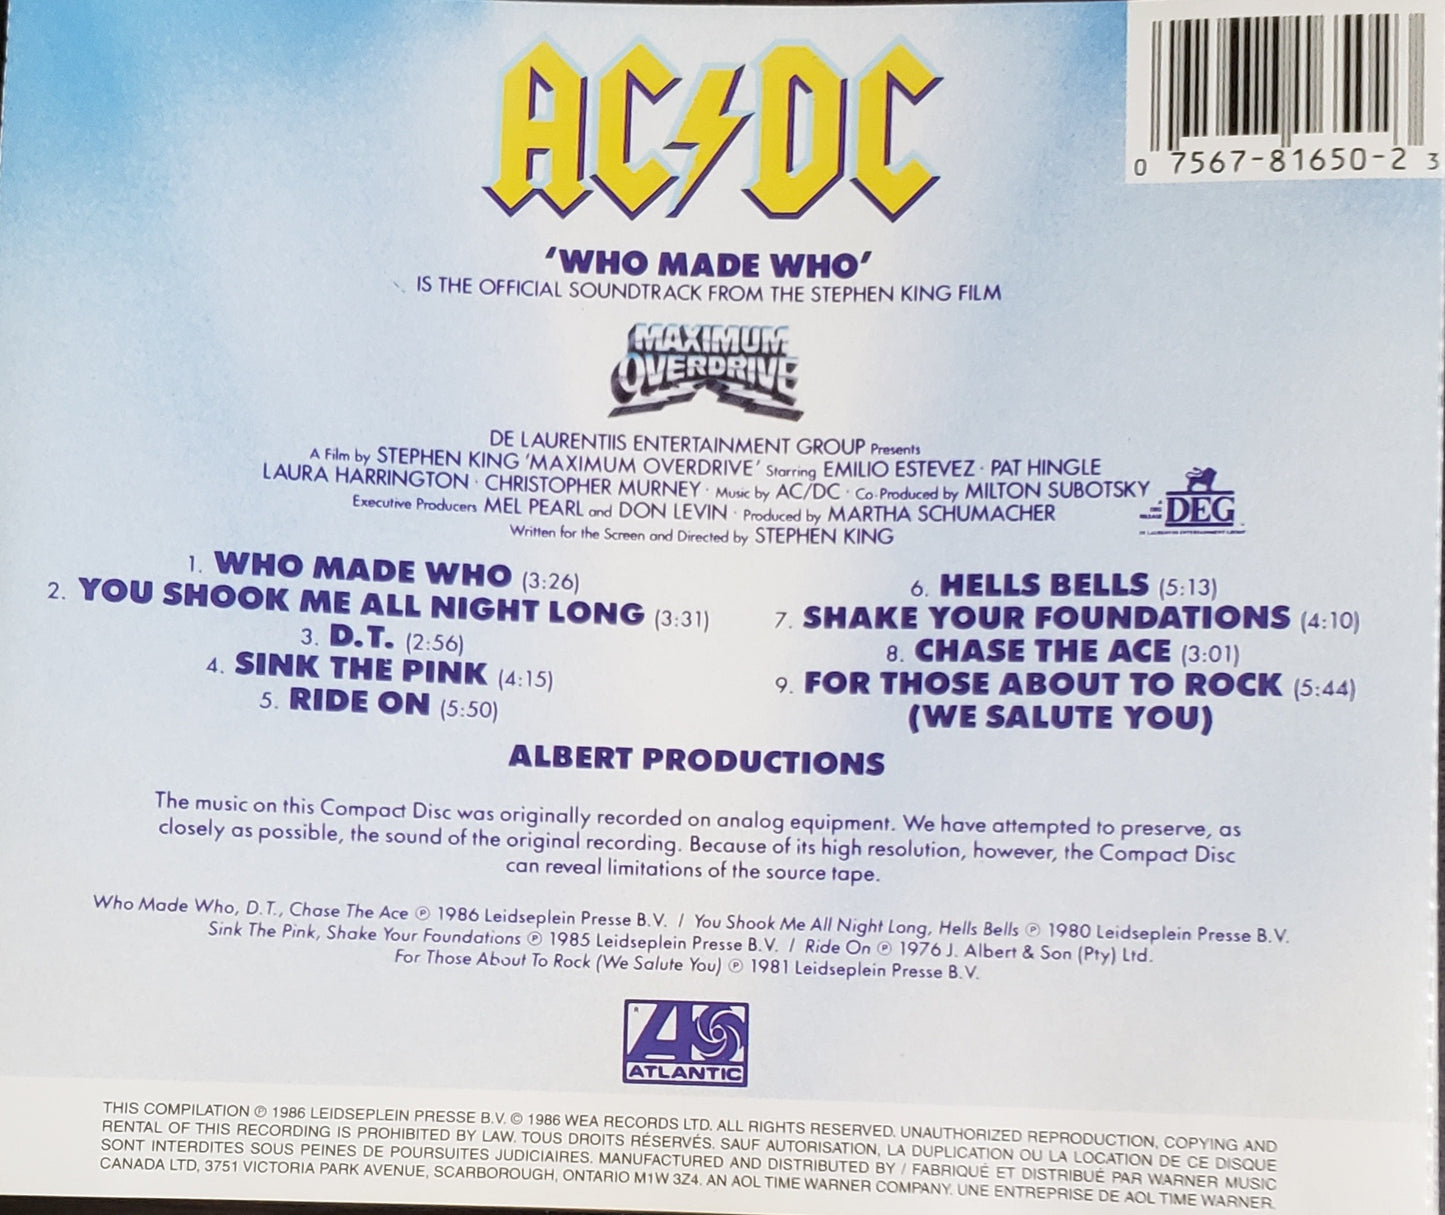 AC/DC
0 7567-81650-2 3
'WHO MADE WHO'
IS THE OFFICIAL SOUNDTRACK FROM THE STEPHEN KING FILM
MAXIMUM
OVERDRIVE
DE LAURENTIIS ENTERTAINMENT GROUP Presents
A Film by STEPHEN KING 'MAXIMUM OVERDRIVE' Starring EMILIO ESTEVEZ · PAT HINGLE
LAURA HARRINGTON · CHRISTOPHER MURNEY · Music by AC/DC · Co-Produced by MILTON SUBOTSKY
Executive Producers MEL PEARL and DON LEVIN · Produced by MARTHA SCHUMACHER
Written for the Screen and Directed by STEPHEN KING
DEG
1. WHO MADE WHO (3:26)
2. YOU SHOOK ME ALL NIGHT LONG (3:31)
3. D.T. (2:56)
4. SINK THE PINK (4:15)
5. RIDE ON (5:50)
6. HELLS BELLS (5:13)
7. SHAKE YOUR FOUNDATIONS (4:10)
8. CHASE THE ACE (3:01)
9. FOR THOSE ABOUT TO ROCK (5:44)
(WE SALUTE YOU)
ALBERT PRODUCTIONS
The music on this Compact Disc was originally recorded on analog equipment. We have attempted to preserve, as
closely as possible, the sound of the original recording. Because of its high resolution, however, the Compact Disc
can reveal limitations of the source tape.
Who Made Who, D.T., Chase The Ace ℗ 1986 Leidseplein Presse B.V. / You Shook Me All Night Long, Hells Bells ℗ 1980 Leidseplein Presse B.V.
Sink The Pink, Shake Your Foundations ℗ 1985 Leidseplein Presse B.V. / Ride On ℗ 1976 J. Albert & Son (Pty) Ltd.
For Those About To Rock (We Salute You) ℗ 1981 Leidseplein Presse B.V.
ATLANTIC
THIS COMPILATION ℗ 1986 LEIDSEPLEIN PRESSE B.V. © 1986 WEA RECORDS LTD. ALL RIGHTS RESERVED. UNAUTHORIZED REPRODUCTION, COPYING AND
RENTAL OF THIS RECORDING IS PROHIBITED BY LAW. TOUS DROITS RÉSERVÉS. SAUF AUTORISATION, LA DUPLICATION OU LA LOCATION DE CE DISQUE
SONT INTERDITES SOUS PEINES DE POURSUITES JUDICIAIRES. MANUFACTURED AND DISTRIBUTED BY / FABRIQUÉ ET DISTRIBUÉ PAR WARNER MUSIC
CANADA LTD, 3751 VICTORIA PARK AVENUE, SCARBOROUGH, ONTARIO M1W 3Z4. AN AOL TIME WARNER COMPANY. UNE ENTREPRISE DE AOL TIME WARNER.